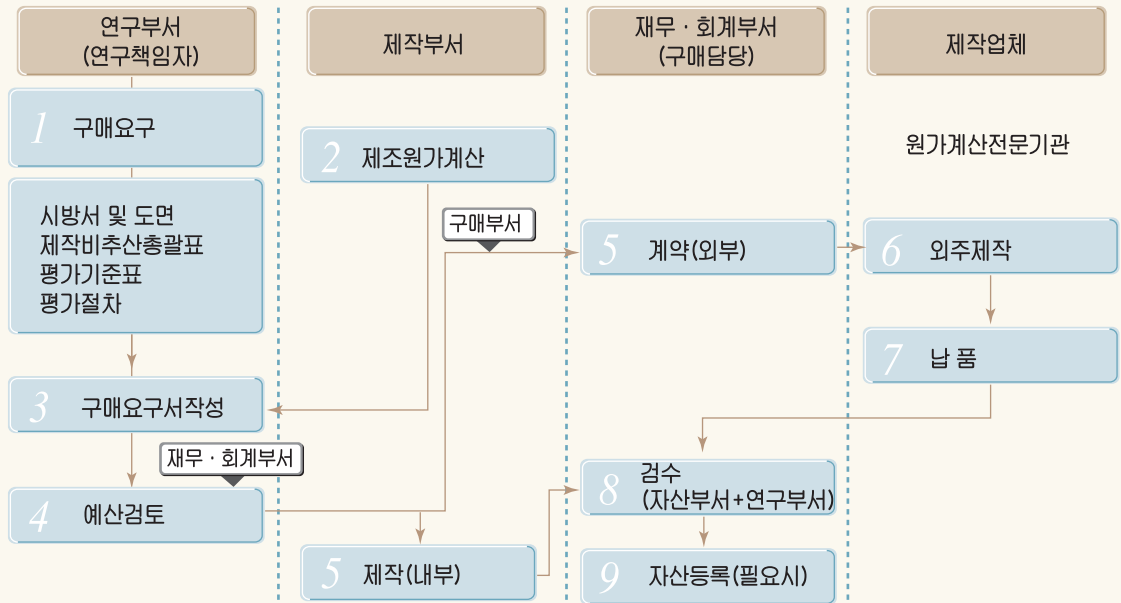 연구부서
(연구책임자)
제작부서
재무 · 회계부서
(구매담당)
제작업체
1 구매요구
2 제조원가계산
원가계산전문기관
시방서 및 도면
제작비추산총괄표
평가기준표
평가절차
구매부서
5 계약(외부)
6 외주제작
7 납 품
3 구매요구서작성
재무 · 회계부서
4 예산검토
8 검수
(자산부서+연구부서)
5 제작(내부)
9 자산등록(필요시)